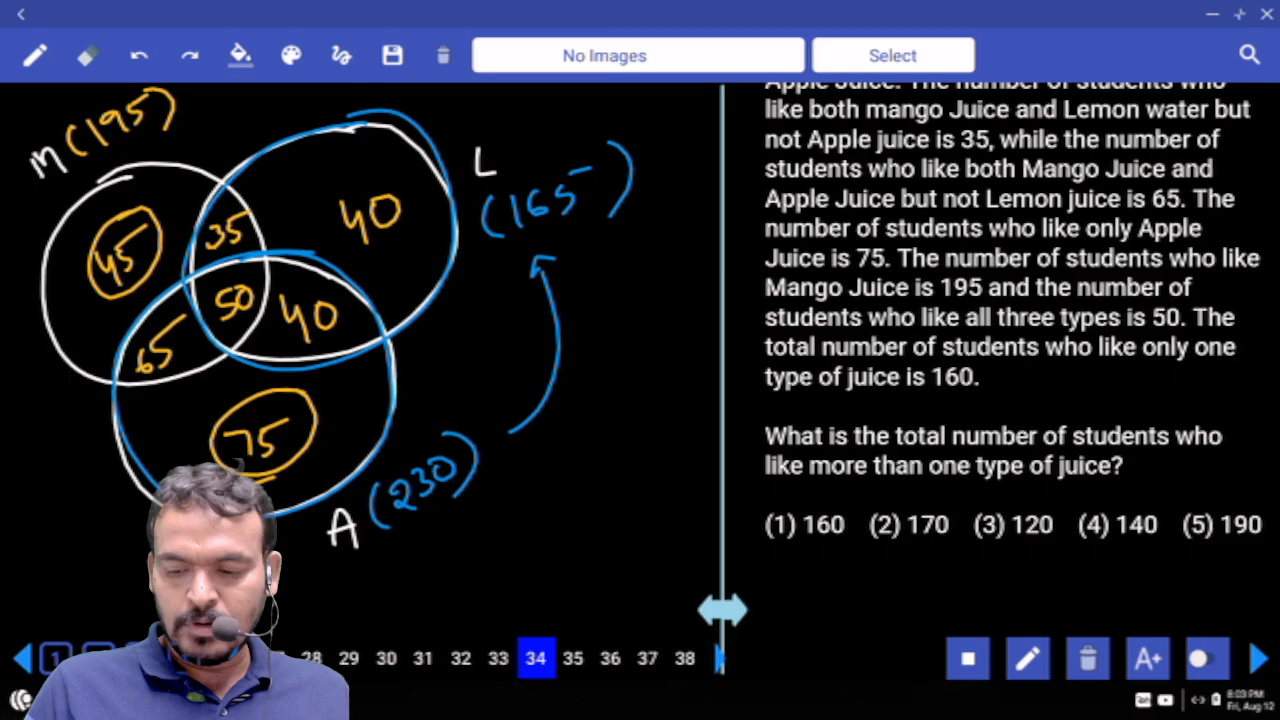 No Images
Select
M (195)
L
(165)
45
35
40
50
40
65
75
A (230)
Apple Juice. The number of students who
like both mango Juice and Lemon water but
not Apple juice is 35, while the number of
students who like both Mango Juice and
Apple Juice but not Lemon juice is 65. The
number of students who like only Apple
Juice is 75. The number of students who like
Mango Juice is 195 and the number of
students who like all three types is 50. The
total number of students who like only one
type of juice is 160.
What is the total number of students who
like more than one type of juice?
(1) 160 (2) 170 (3) 120 (4) 140 (5) 190
1 28 29 30 31 32 33 34 35 36 37 38
A+
8:03 PM
Fri, Aug 12